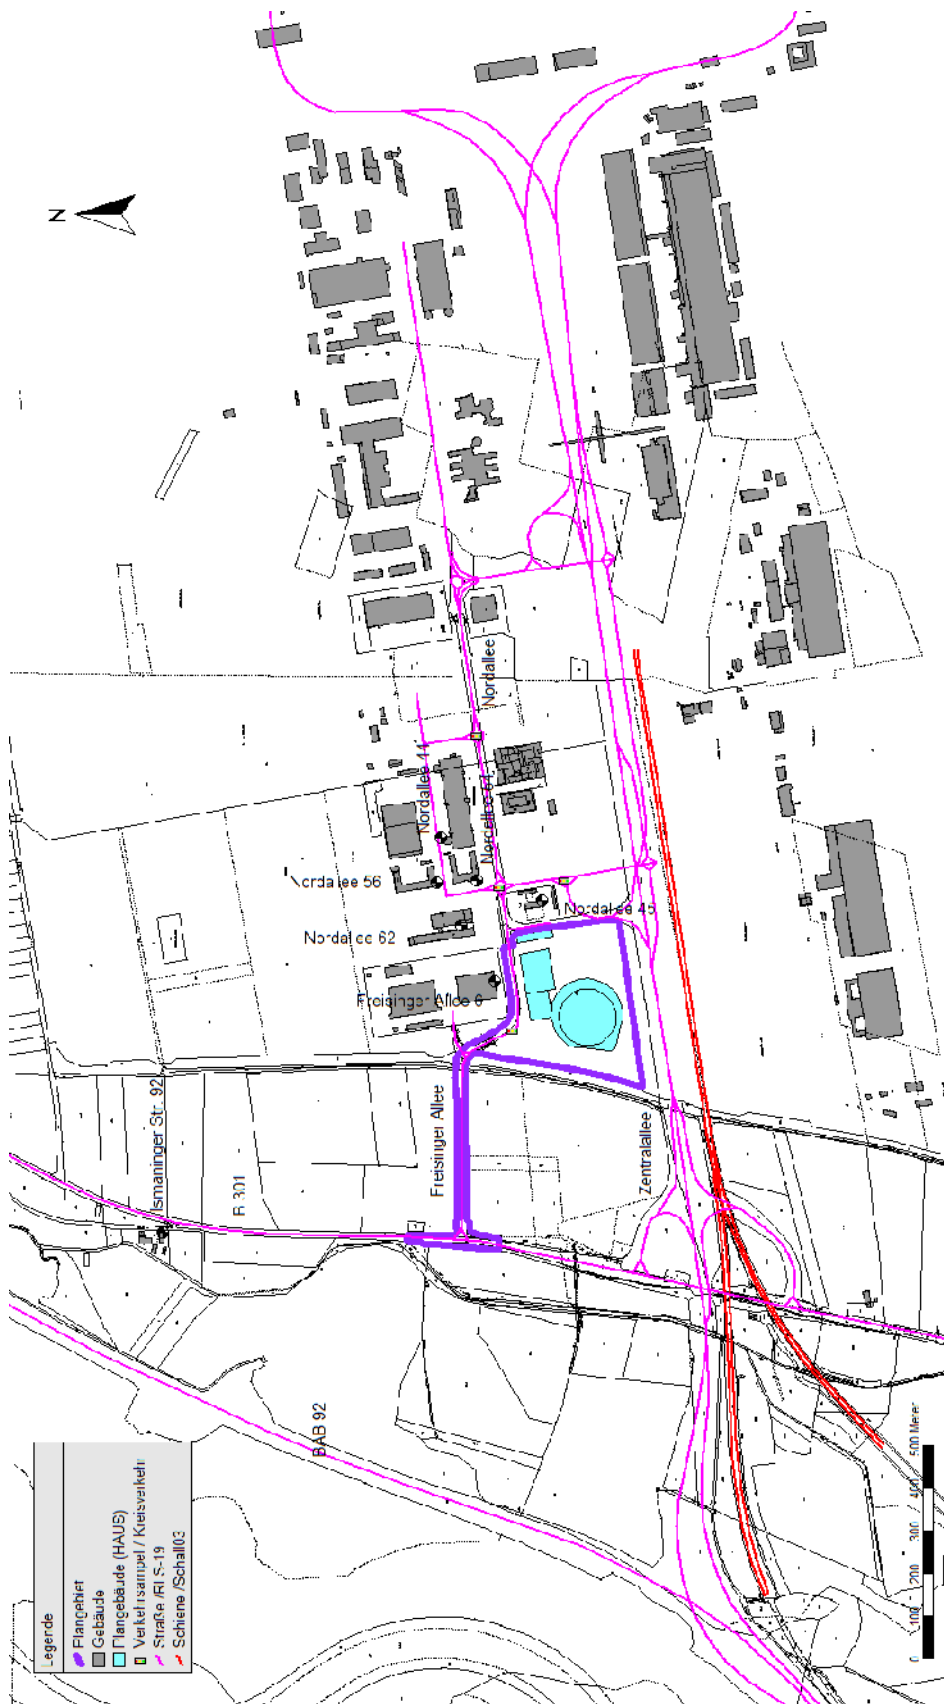 N
Legende
Plangebiet
Gebäude
Plangebäude (HAUS)
Verkehrsampel / Kreisverkehr
Straße /RLS-19
Schiene /Schall03
BAB 92
Ismaninger Str. 92
Freisinger Allee
Zentralallee
Freisinger Allee 6
Nordallee 62
Nordallee 56
Nordallee 45
Nordallee 44
Nordallee
0 100 200 300 400 500 Meter